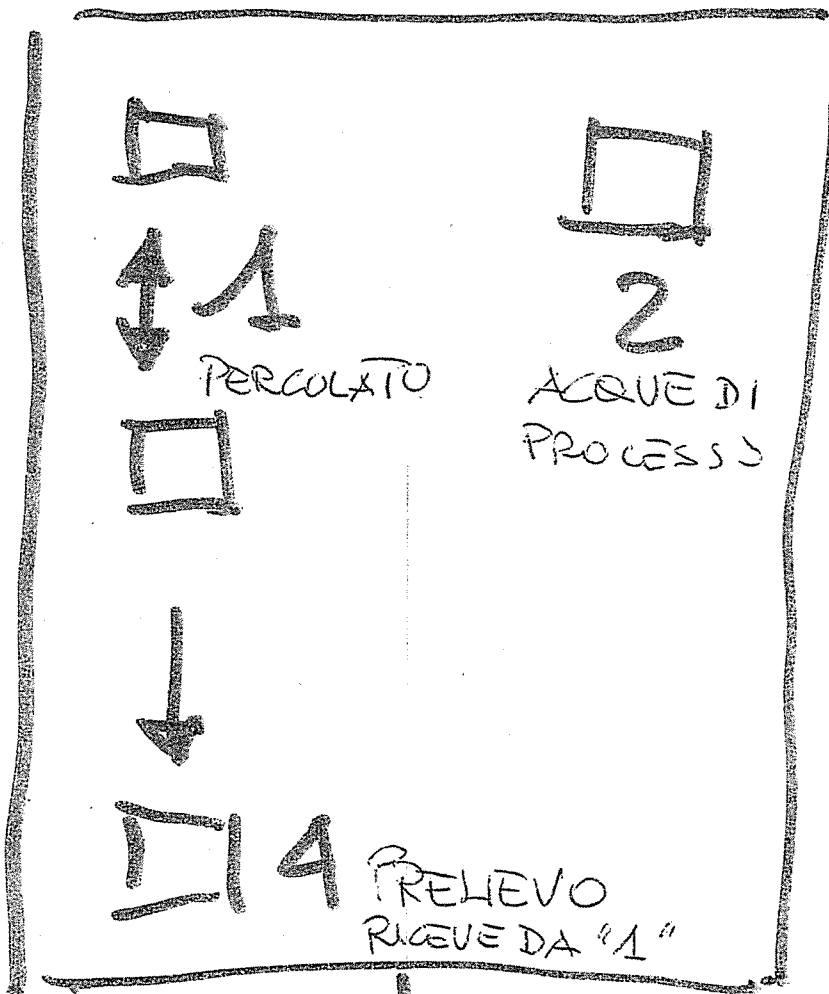 1
PERCOLATO
2
ACQUE DI
PROCESSO
4
PRELIEVO
RICEVE DA "1"